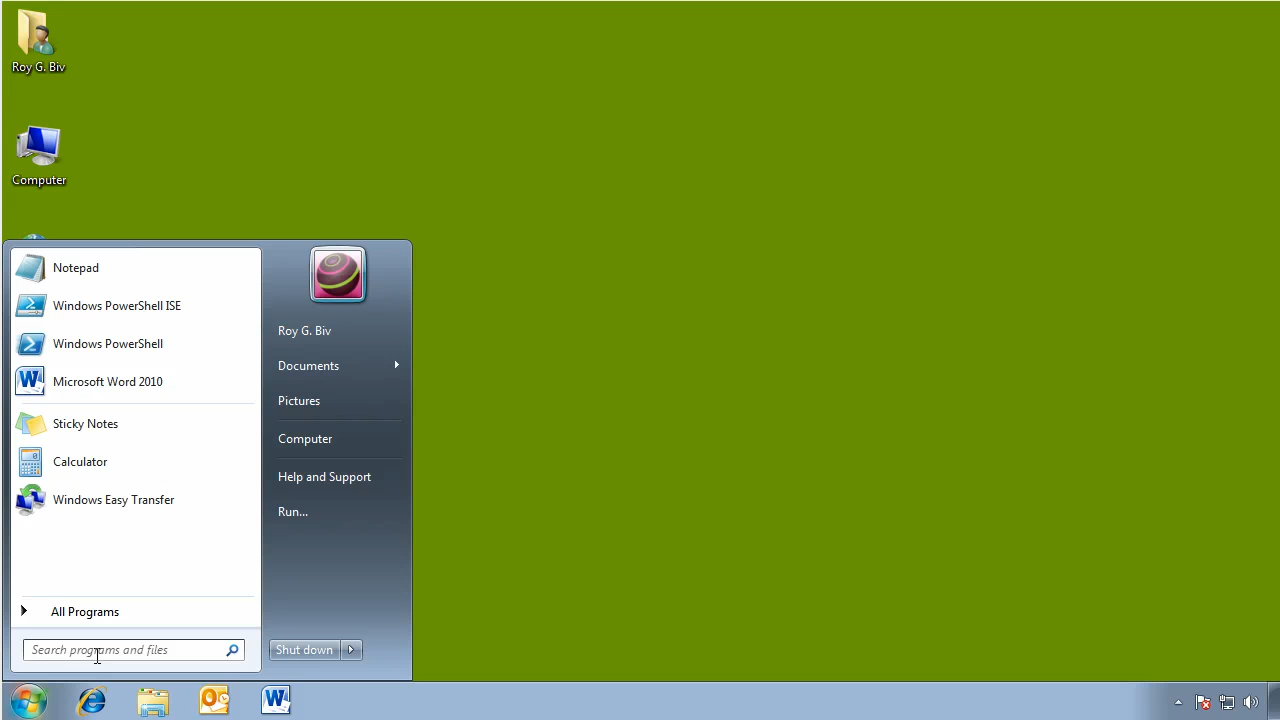 Roy G. Biv
Computer
Notepad
Windows PowerShell ISE
Windows PowerShell
Microsoft Word 2010
Sticky Notes
Calculator
Windows Easy Transfer
All Programs
Search programs and files
Roy G. Biv
Documents
Pictures
Computer
Help and Support
Run...
Shut down